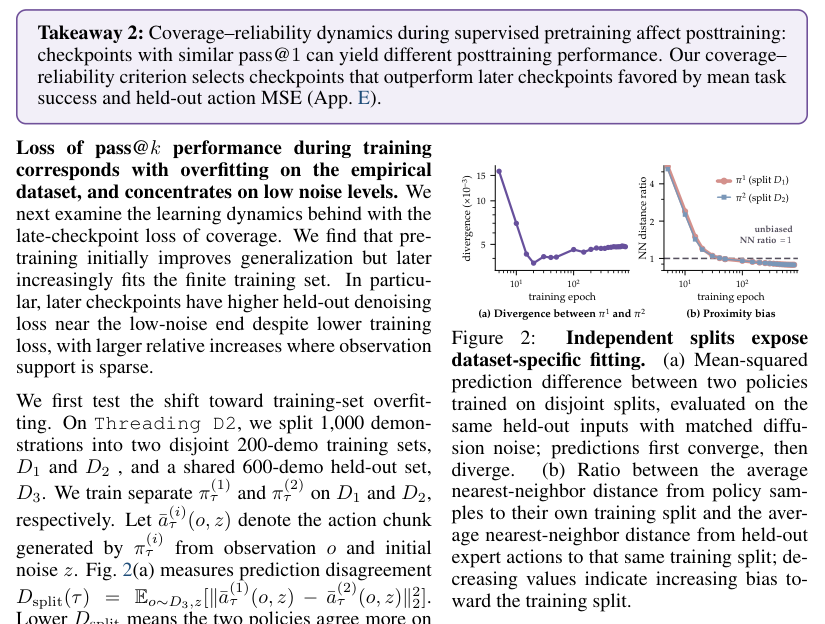 Takeaway 2: Coverage–reliability dynamics during supervised pretraining affect posttraining:
checkpoints with similar pass@1 can yield different posttraining performance. Our coverage–
reliability criterion selects checkpoints that outperform later checkpoints favored by mean task
success and held-out action MSE (App. E).
Loss of pass@k performance during training
corresponds with overfitting on the empirical
dataset, and concentrates on low noise levels. We
next examine the learning dynamics behind with the
late-checkpoint loss of coverage. We find that pre-
training initially improves generalization but later
increasingly fits the finite training set. In particu-
lar, later checkpoints have higher held-out denoising
loss near the low-noise end despite lower training
loss, with larger relative increases where observation
support is sparse.
We first test the shift toward training-set overfit-
ting. On Threading D2, we split 1,000 demon-
strations into two disjoint 200-demo training sets,
D₁ and D₂ , and a shared 600-demo held-out set,
D₃. We train separate π_τ^(1) and π_τ^(2) on D₁ and D₂,
respectively. Let ā_τ^(i)(o, z) denote the action chunk
generated by π_τ^(i) from observation o and initial
noise z. Fig. 2(a) measures prediction disagreement
D_split(τ) = 𝔼_{o∼D₃,z}[‖ā_τ^(1)(o, z) − ā_τ^(2)(o, z)‖₂²].
Lower D_split means the two policies agree more on
divergence (×10⁻³)
15
10
5
10¹
10²
training epoch
(a) Divergence between π¹ and π²
NN distance ratio
4
2
1
π¹ (split D₁)
π² (split D₂)
unbiased
NN ratio = 1
10¹
10²
training epoch
(b) Proximity bias
Figure 2: Independent splits expose
dataset-specific fitting. (a) Mean-squared
prediction difference between two policies
trained on disjoint splits, evaluated on the
same held-out inputs with matched diffu-
sion noise; predictions first converge, then
diverge. (b) Ratio between the average
nearest-neighbor distance from policy sam-
ples to their own training split and the aver-
age nearest-neighbor distance from held-out
expert actions to that same training split; de-
creasing values indicate increasing bias to-
ward the training split.